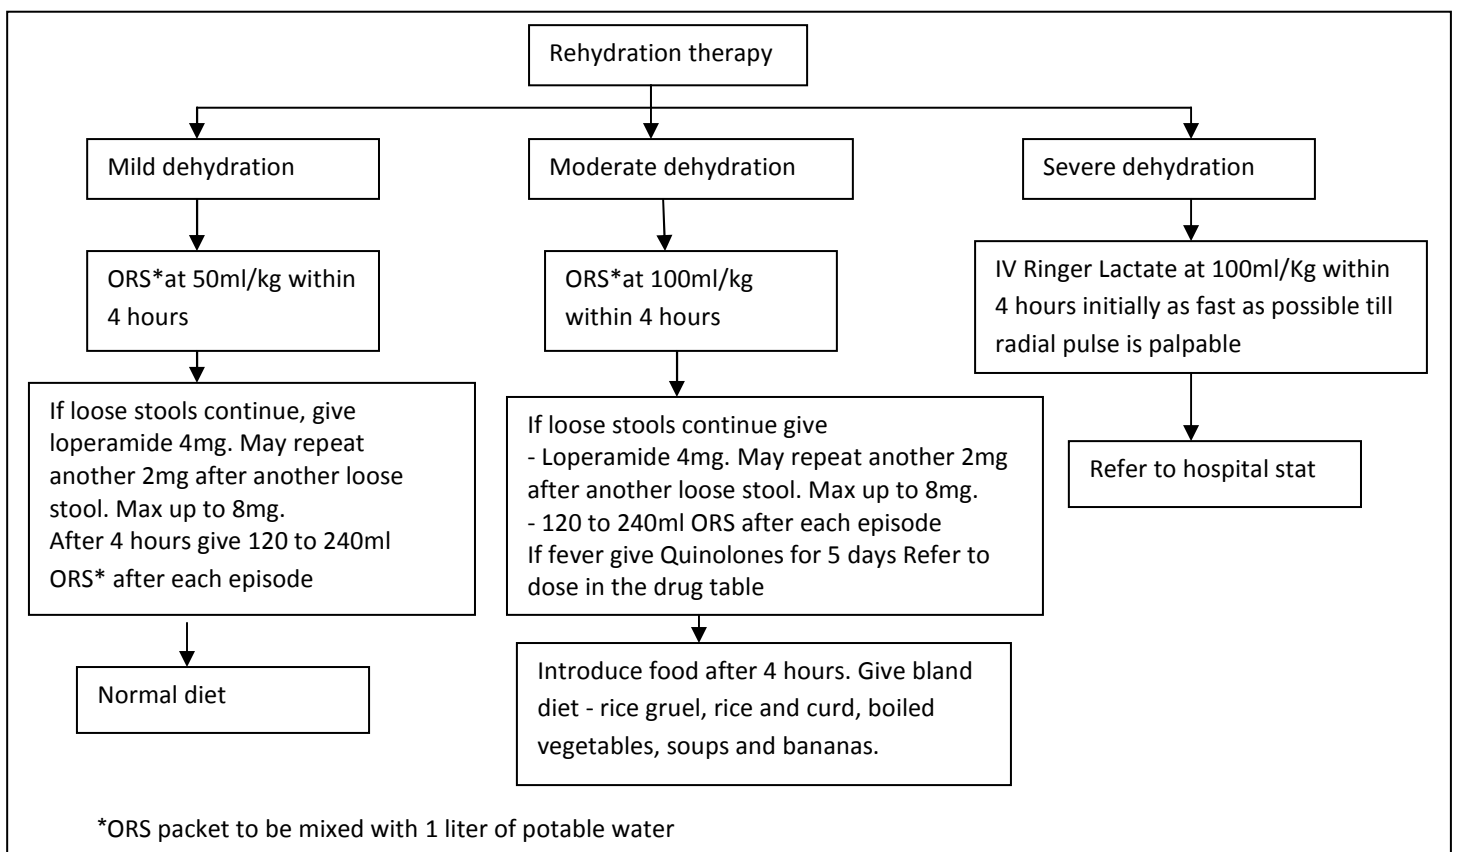 Rehydration therapy
Mild dehydration
ORS*at 50ml/kg within
4 hours
If loose stools continue, give
loperamide 4mg. May repeat
another 2mg after another loose
stool. Max up to 8mg.
After 4 hours give 120 to 240ml
ORS* after each episode
Normal diet
Moderate dehydration
ORS*at 100ml/kg
within 4 hours
If loose stools continue give
- Loperamide 4mg. May repeat another 2mg
after another loose stool. Max up to 8mg.
- 120 to 240ml ORS after each episode
If fever give Quinolones for 5 days Refer to
dose in the drug table
Introduce food after 4 hours. Give bland
diet - rice gruel, rice and curd, boiled
vegetables, soups and bananas.
Severe dehydration
IV Ringer Lactate at 100ml/Kg within
4 hours initially as fast as possible till
radial pulse is palpable
Refer to hospital stat
*ORS packet to be mixed with 1 liter of potable water